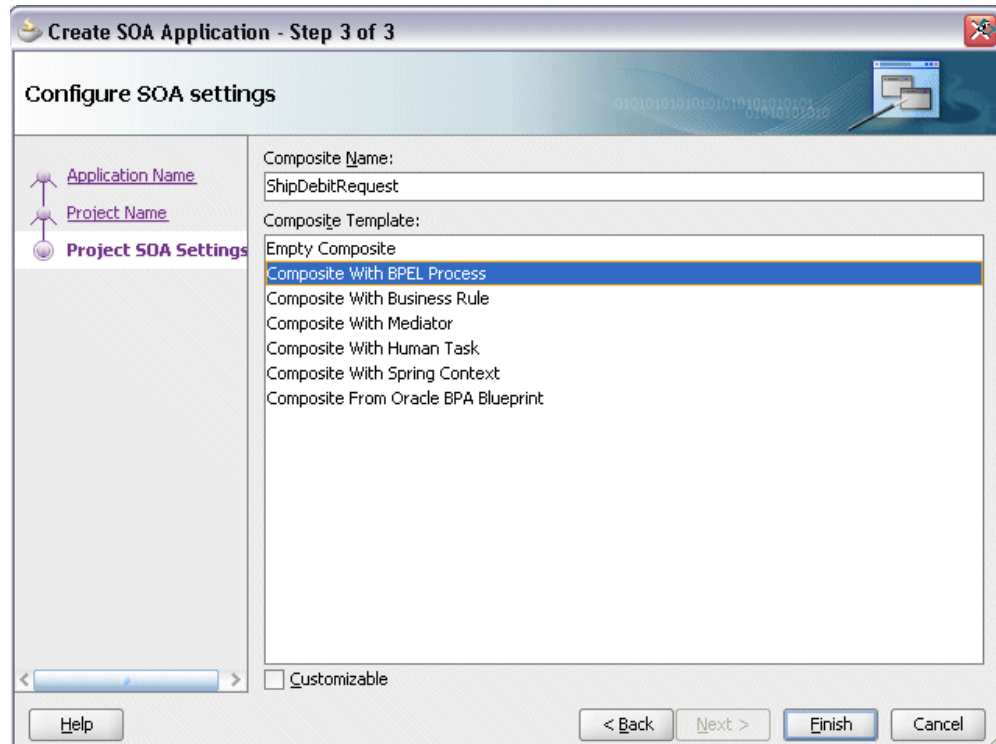 Create SOA Application - Step 3 of 3
Configure SOA settings
Application Name
Project Name
Project SOA Settings
Composite Name:
ShipDebitRequest
Composite Template:
Empty Composite
Composite With BPEL Process
Composite With Business Rule
Composite With Mediator
Composite With Human Task
Composite With Spring Context
Composite From Oracle BPA Blueprint
Customizable
Help
< Back
Next >
Finish
Cancel